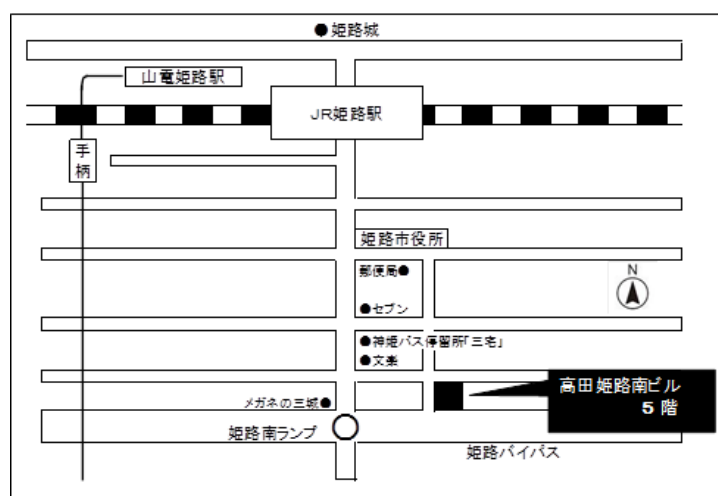 ●姫路城
山電姫路駅
JR姫路駅
手柄
姫路市役所
郵便局●
●セブン
N
●神姫バス停留所「三宅」
●文楽
高田姫路南ビル
5階
メガネの三城●
姫路南ランプ
姫路バイパス